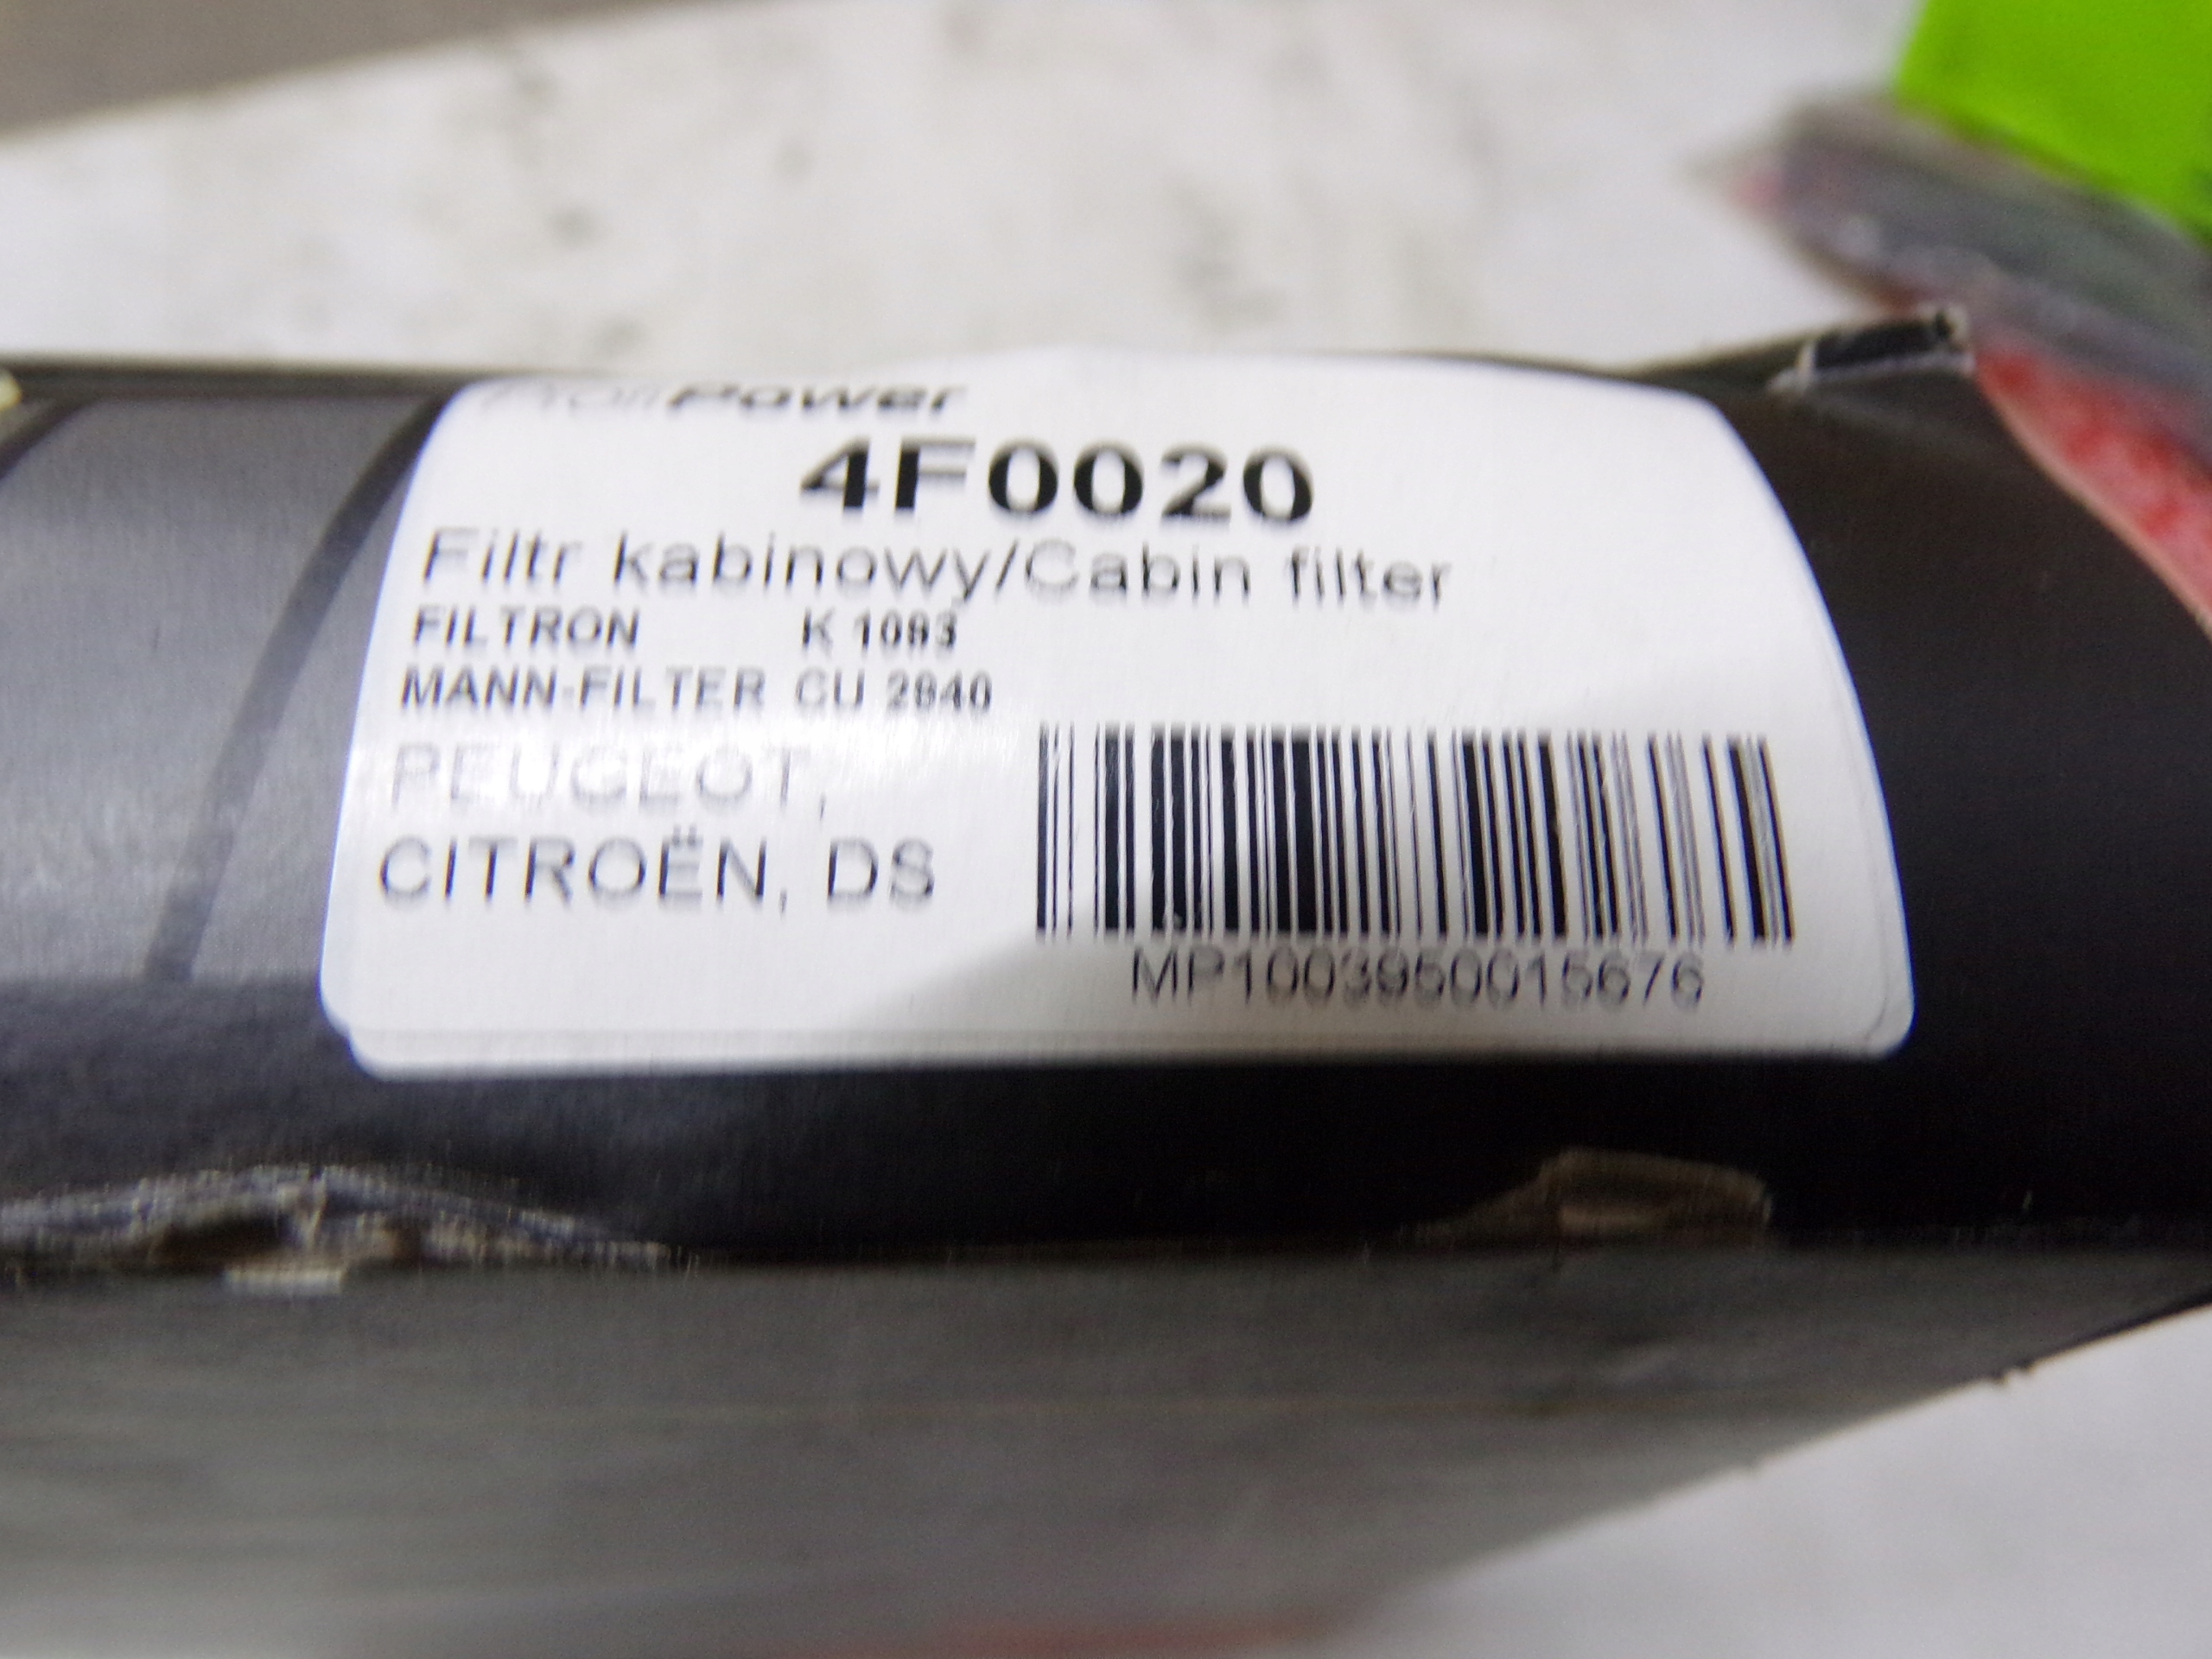 ProfiPower
4F0020
Filtr kabinowy/Cabin filter
FILTRON K 1093
MANN-FILTER CU 2940
PEUGEOT,
CITROËN, DS
MP1003950015676